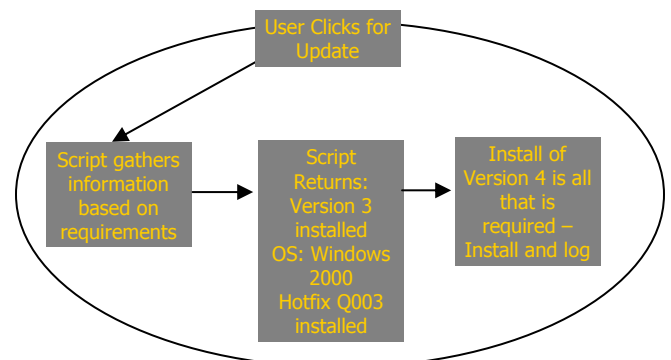 User Clicks for
Update
Script gathers
information
based on
requirements
Script
Returns:
Version 3
installed
OS: Windows
2000
Hotfix Q003
installed
Install of
Version 4 is all
that is
required –
Install and log